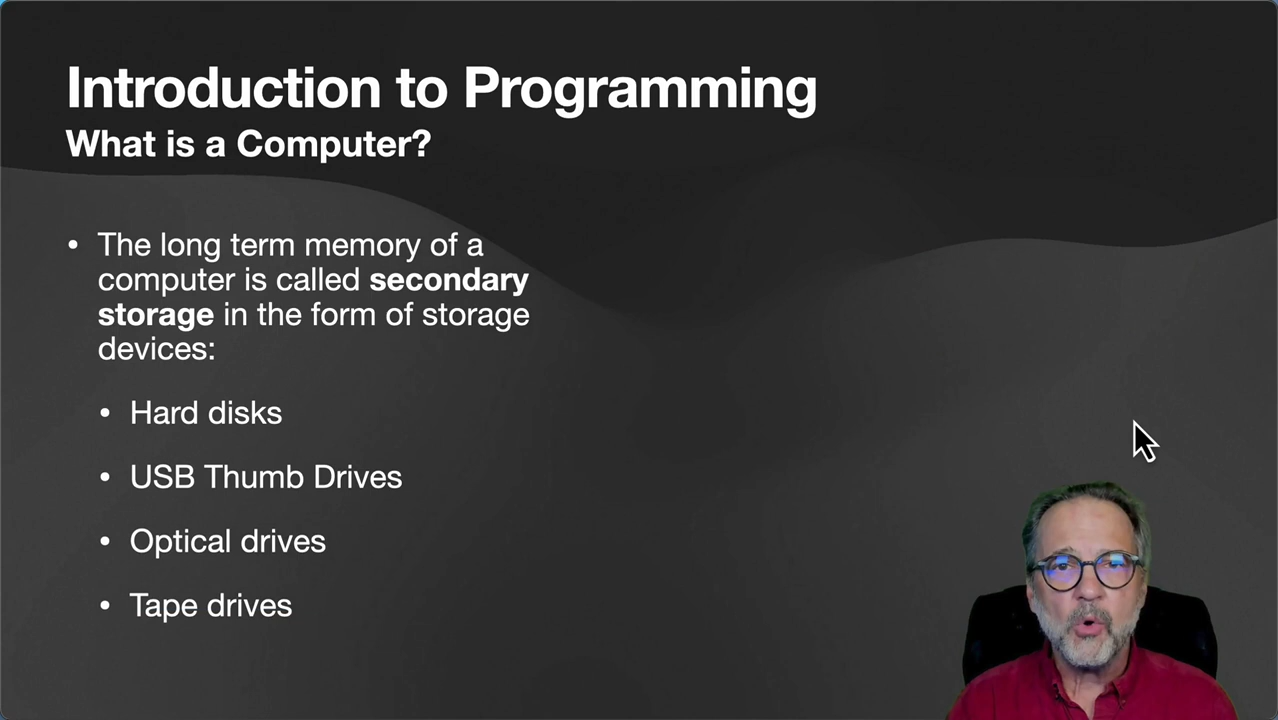 Introduction to Programming
What is a Computer?
• The long term memory of a
computer is called secondary
storage in the form of storage
devices:
• Hard disks
• USB Thumb Drives
• Optical drives
• Tape drives